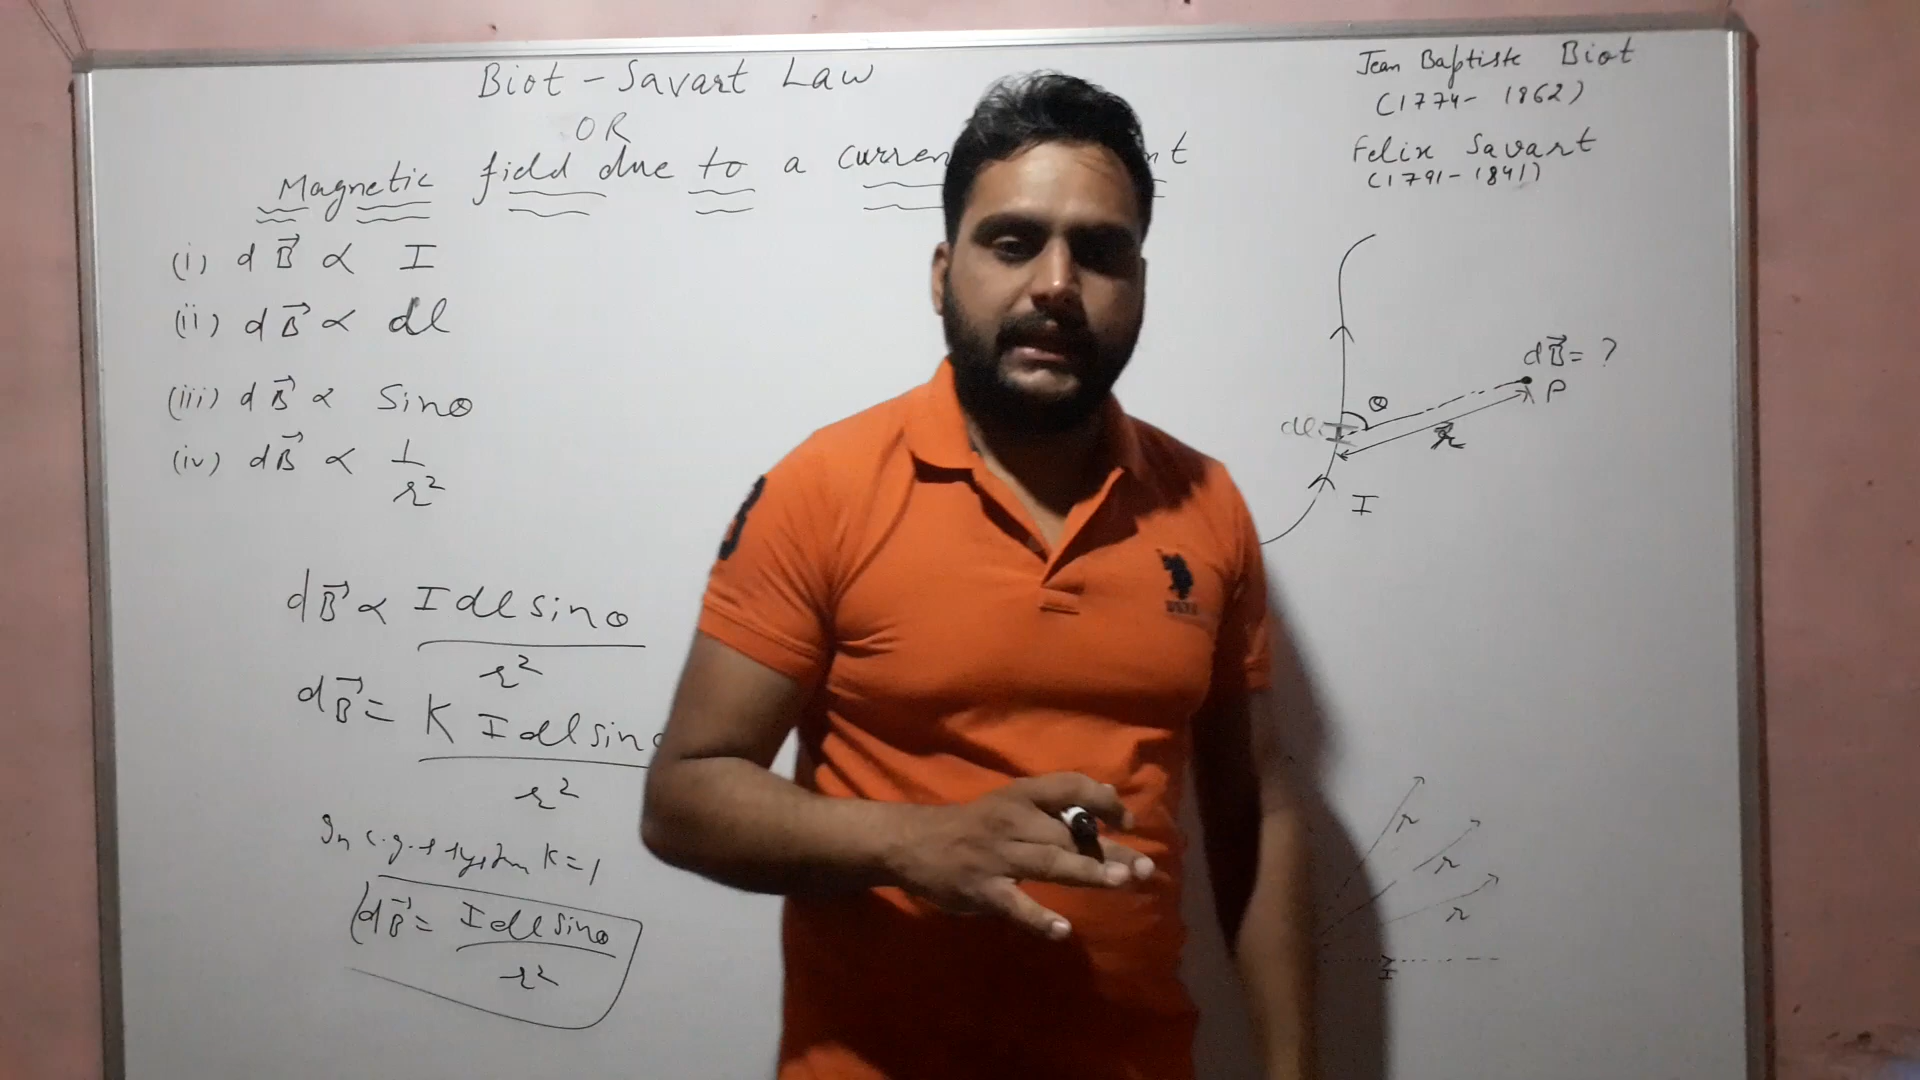 Biot - Savart Law
OR
Magnetic field due to a curren nt
(i) dB⃗ ∝ I
(ii) dB⃗ ∝ dl
(iii) dB⃗ ∝ Sinθ
(iv) dB⃗ ∝ 1/r²
dB⃗ ∝ I dl sinθ / r²
dB⃗ = K I dl sinθ / r²
In c.g.s system K = 1
dB⃗ = I dl sinθ / r²
Jean Baptiste Biot
(1774 - 1862)
Felix Savart
(1791 - 1841)
dB⃗ = ?
P
θ
dl
r
I
r
r
r
I